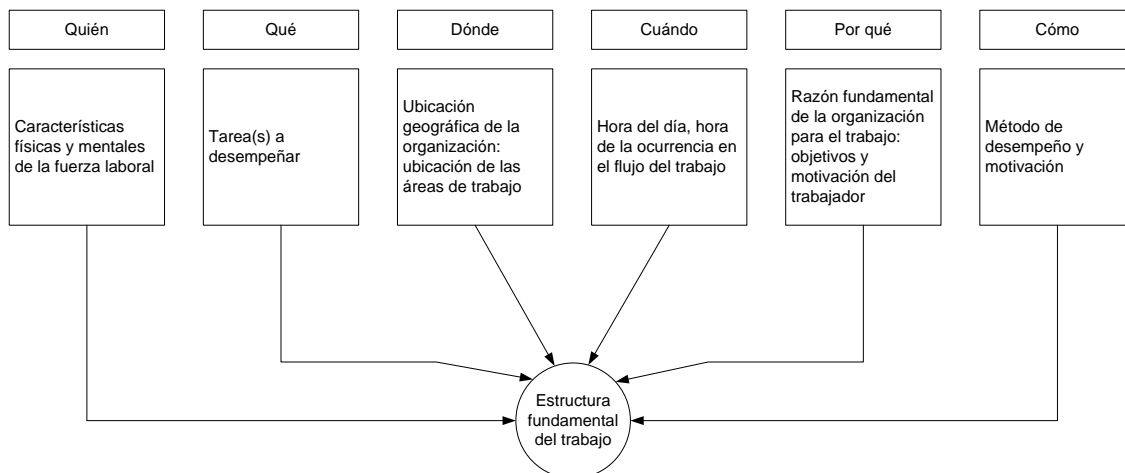 Quién
Qué
Dónde
Cuándo
Por qué
Cómo
Características
físicas y mentales
de la fuerza laboral
Tarea(s) a
desempeñar
Ubicación
geográfica de la
organización:
ubicación de las
áreas de trabajo
Hora del día, hora
de la ocurrencia en
el flujo del trabajo
Razón fundamental
de la organización
para el trabajo:
objetivos y
motivación del
trabajador
Método de
desempeño y
motivación
Estructura
fundamental
del trabajo